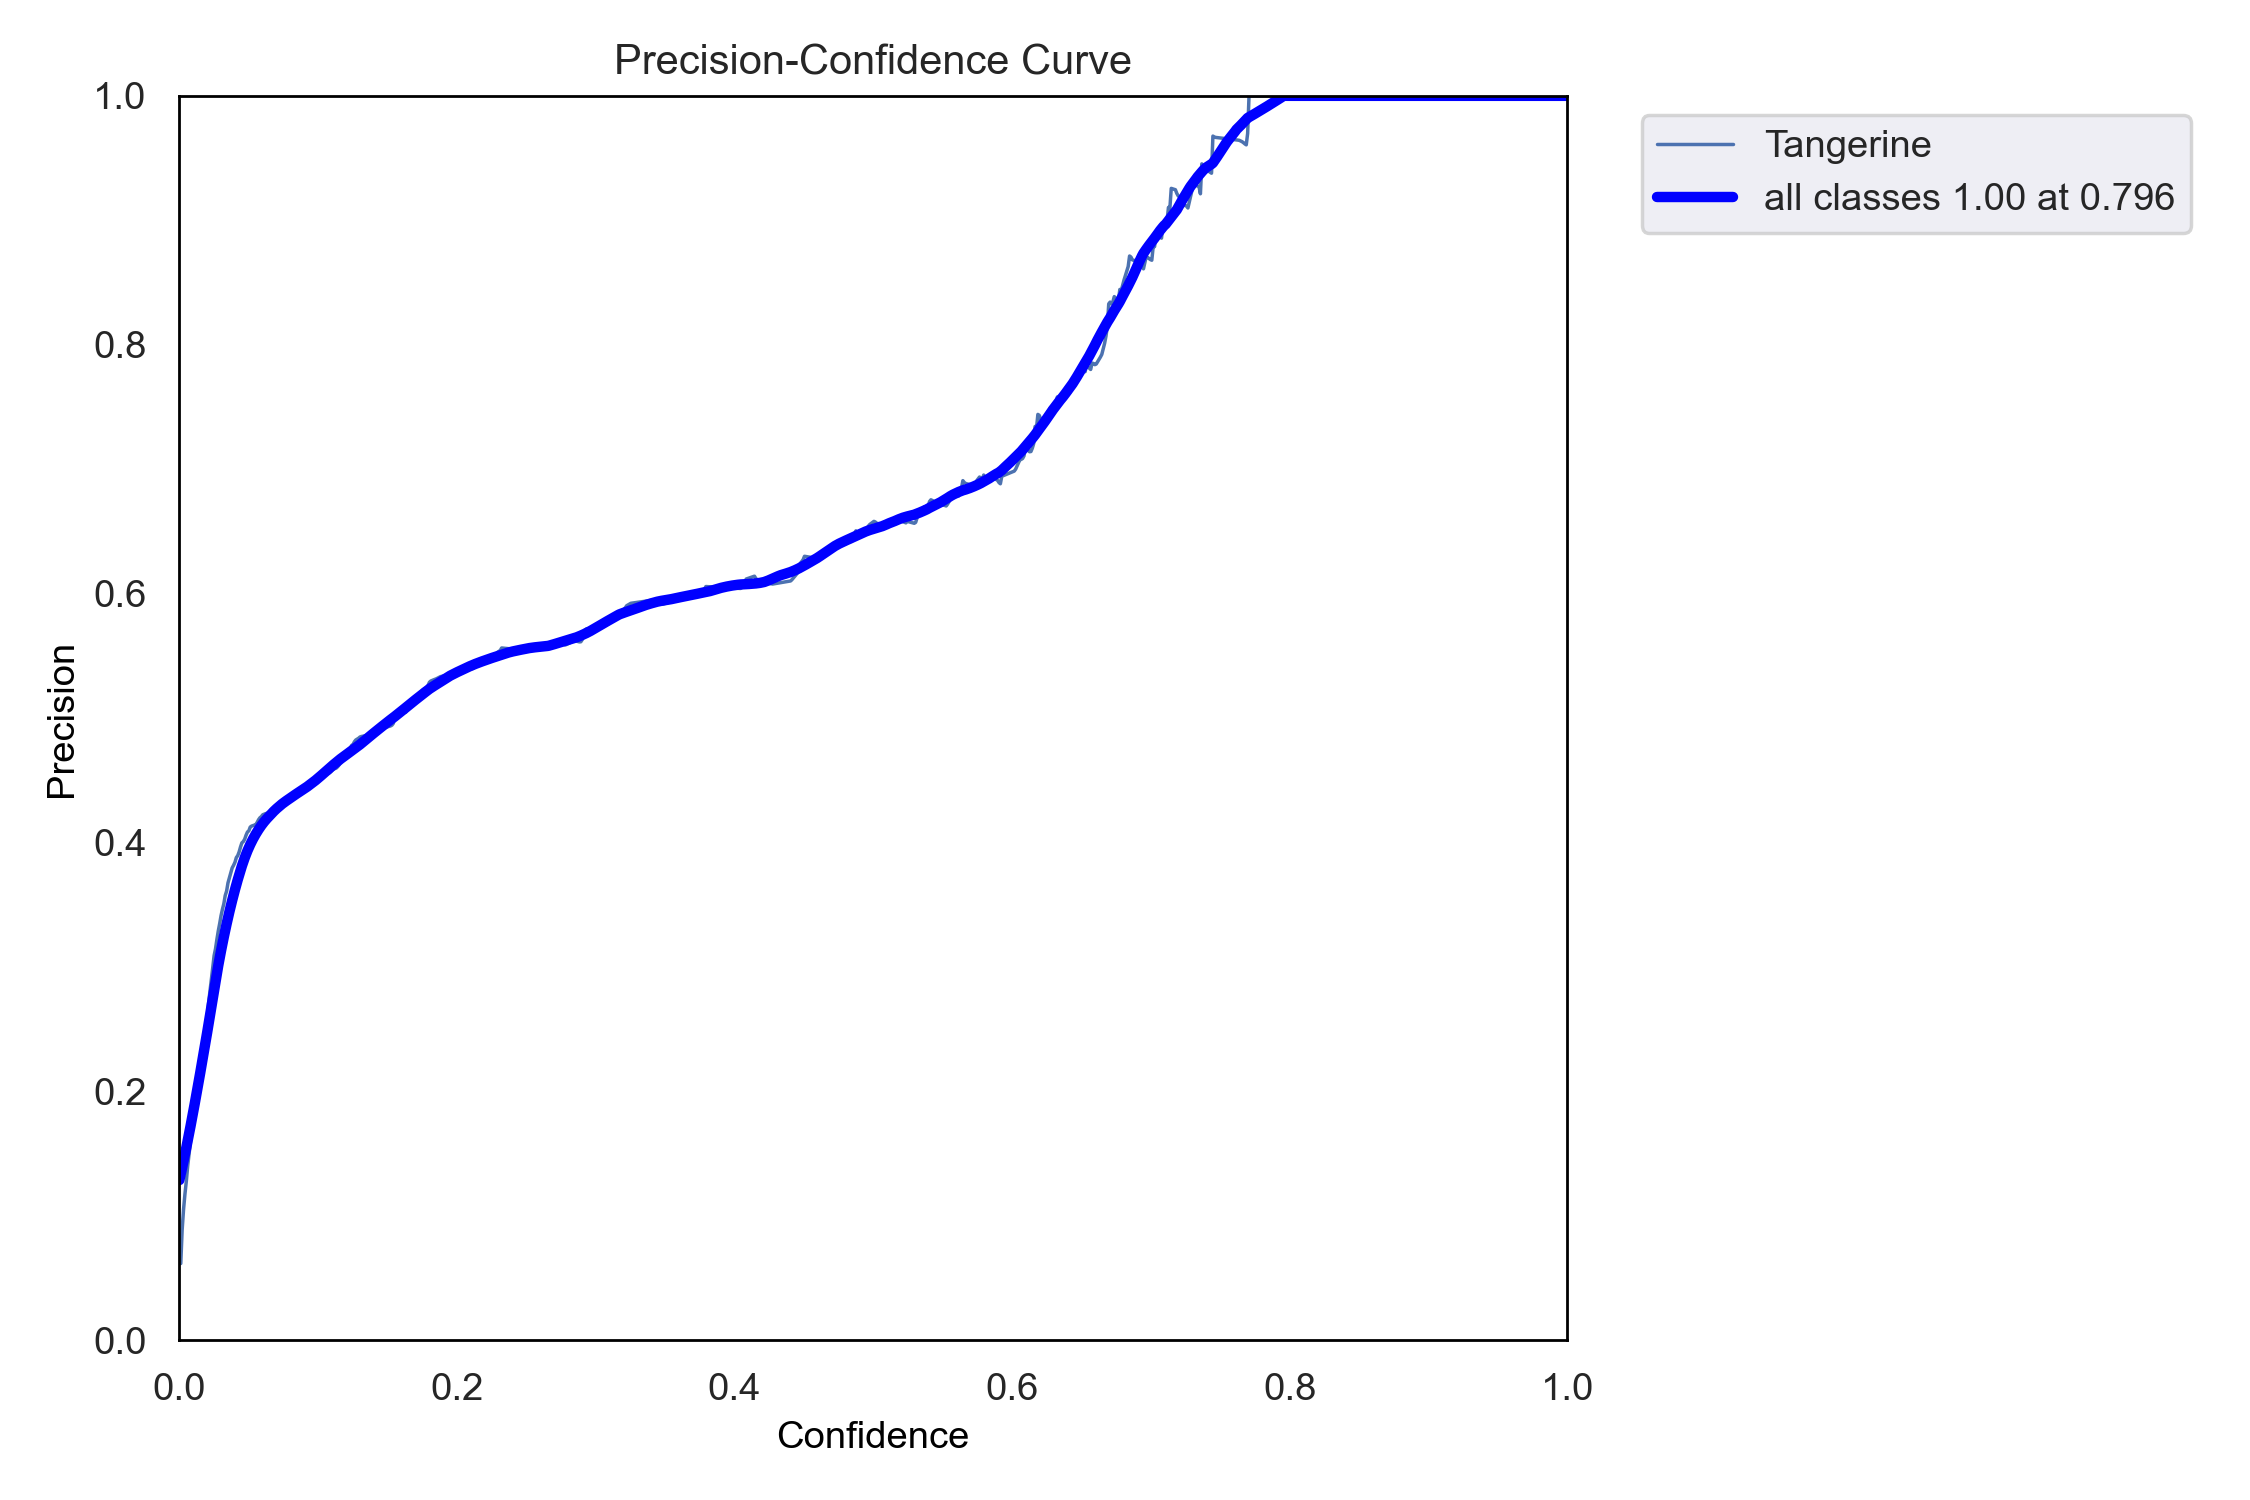 Precision-Confidence Curve
1.0
0.8
0.6
0.4
0.2
0.0
Precision
0.0 0.2 0.4 0.6 0.8 1.0
Confidence
Tangerine
all classes 1.00 at 0.796